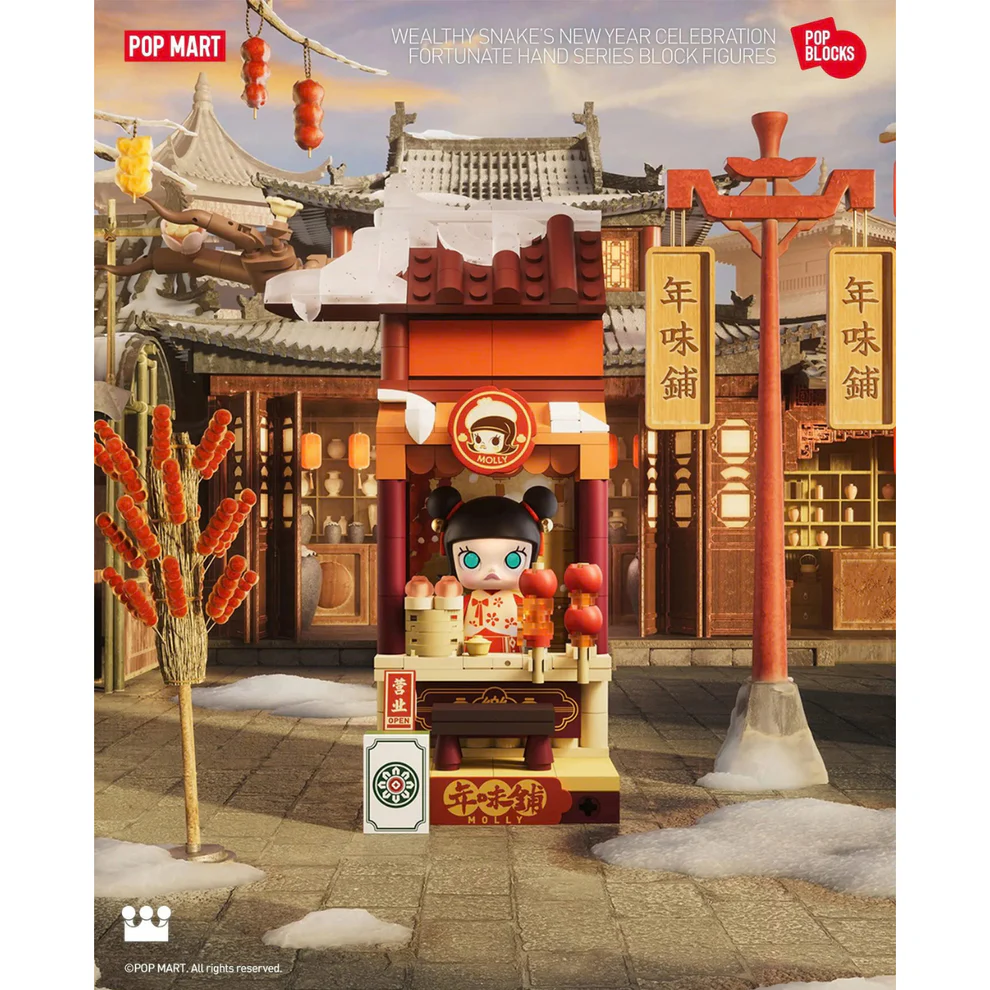 POP MART
WEALTHY SNAKE'S NEW YEAR CELEBRATION
FORTUNATE HAND SERIES BLOCK FIGURES
POP
BLOCKS
年味鋪
年味鋪
MOLLY
营业
OPEN
年味鋪
MOLLY
©POP MART. All rights reserved.